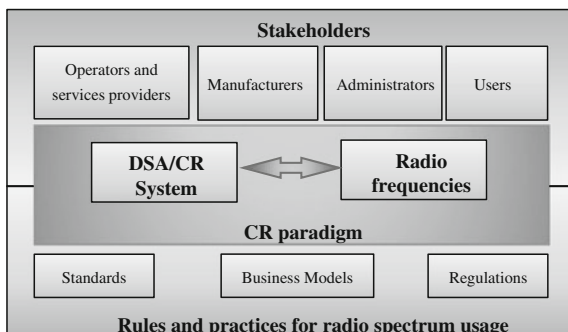 Stakeholders
Operators and
services providers
Manufacturers
Administrators
Users
DSA/CR
System
Radio
frequencies
CR paradigm
Standards
Business Models
Regulations
Rules and practices for radio spectrum usage